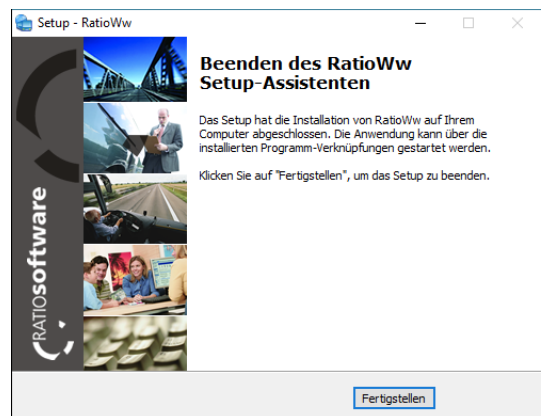 Setup - RatioWw
RATIOsoftware
Beenden des RatioWw
Setup-Assistenten
Das Setup hat die Installation von RatioWw auf Ihrem
Computer abgeschlossen. Die Anwendung kann über die
installierten Programm-Verknüpfungen gestartet werden.
Klicken Sie auf "Fertigstellen", um das Setup zu beenden.
Fertigstellen